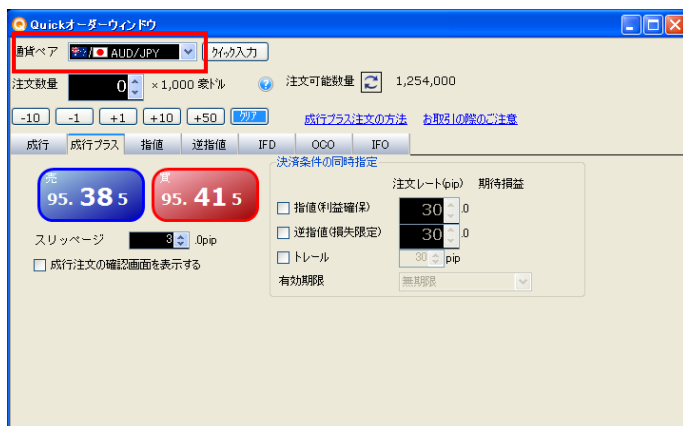 Quickオーダーウィンドウ
通貨ペア AUD/JPY クイック入力
注文数量 0 ×1,000 豪ドル 注文可能数量 1,254,000
-10 -1 +1 +10 +50 クリア 成行プラス注文の方法 お取引の際のご注意
成行 成行プラス 指値 逆指値 IFD OCO IFO
決済条件の同時指定
売 95. 38 5 買 95. 41 5
注文レート(pip) 期待損益
指値(利益確保) 30 .0
スリッページ 3 .0pip
逆指値(損失限定) 30 .0
成行注文の確認画面を表示する
トレール 30 pip
有効期限 無期限